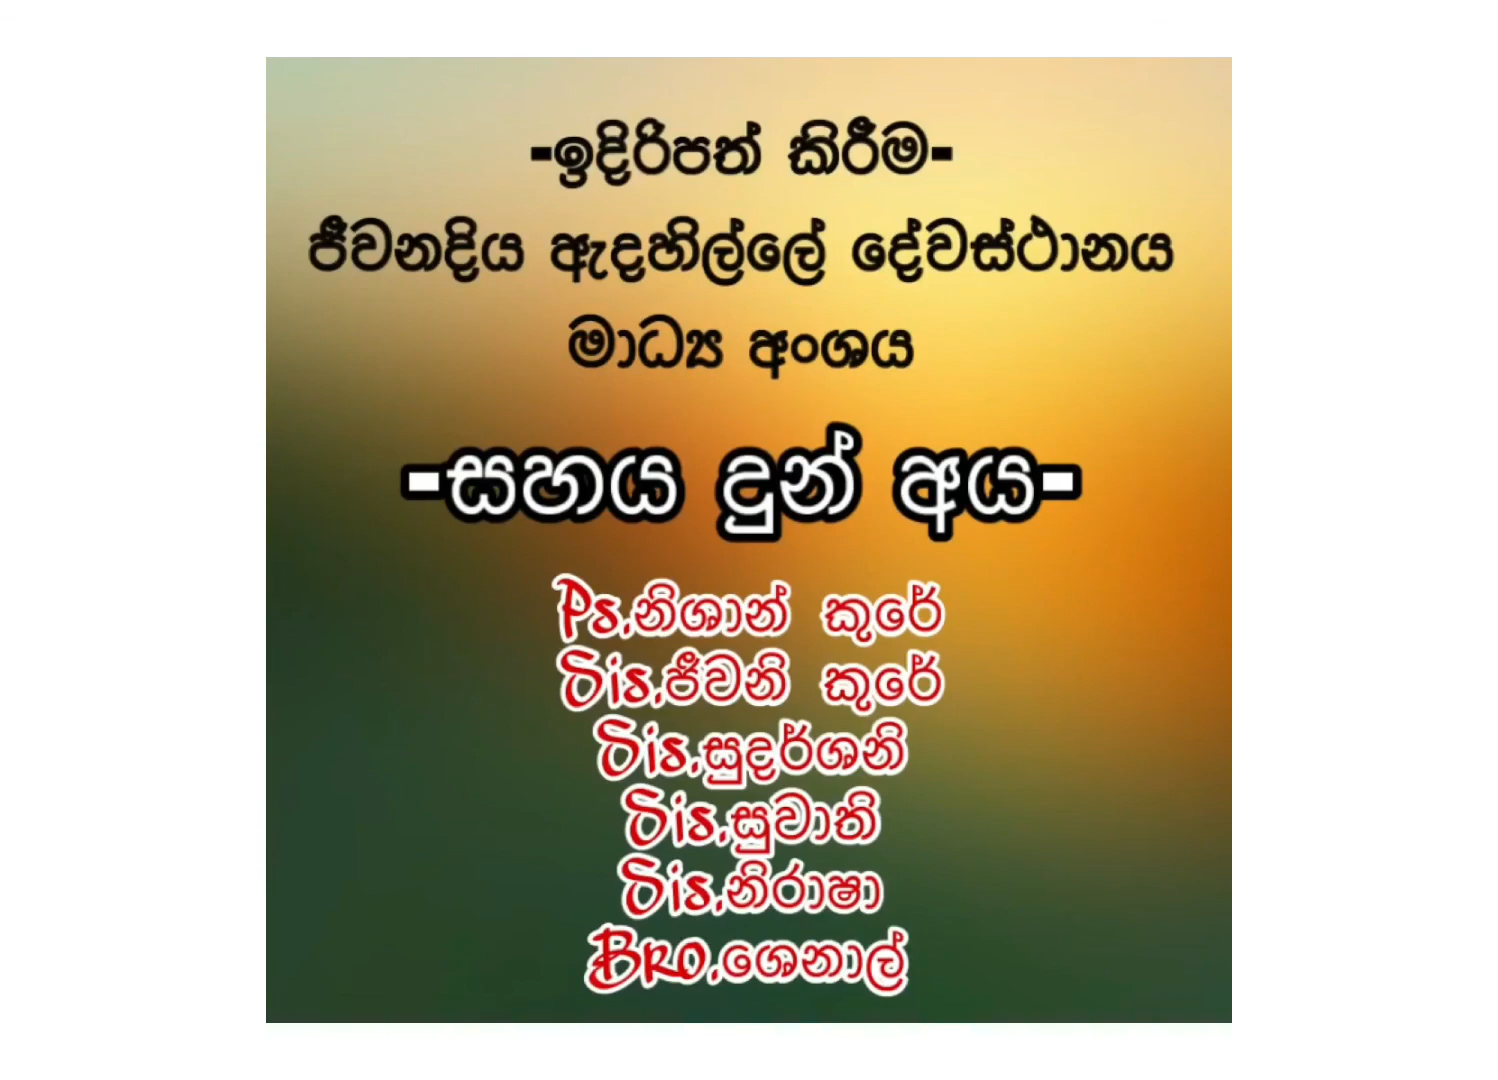 -ඉදිරිපත් කිරීම-
ජීවනදිය ඇදහිල්ලේ දේවස්ථානය
මාධ්‍ය අංශය
-සහය දුන් අය-
Ps.නිශාන් කුරේ
Sis.ජීවනි කුරේ
Sis.සුදර්ශනි
Sis.සුවාති
Sis.නිරාෂා
Bro.ශෙනාල්